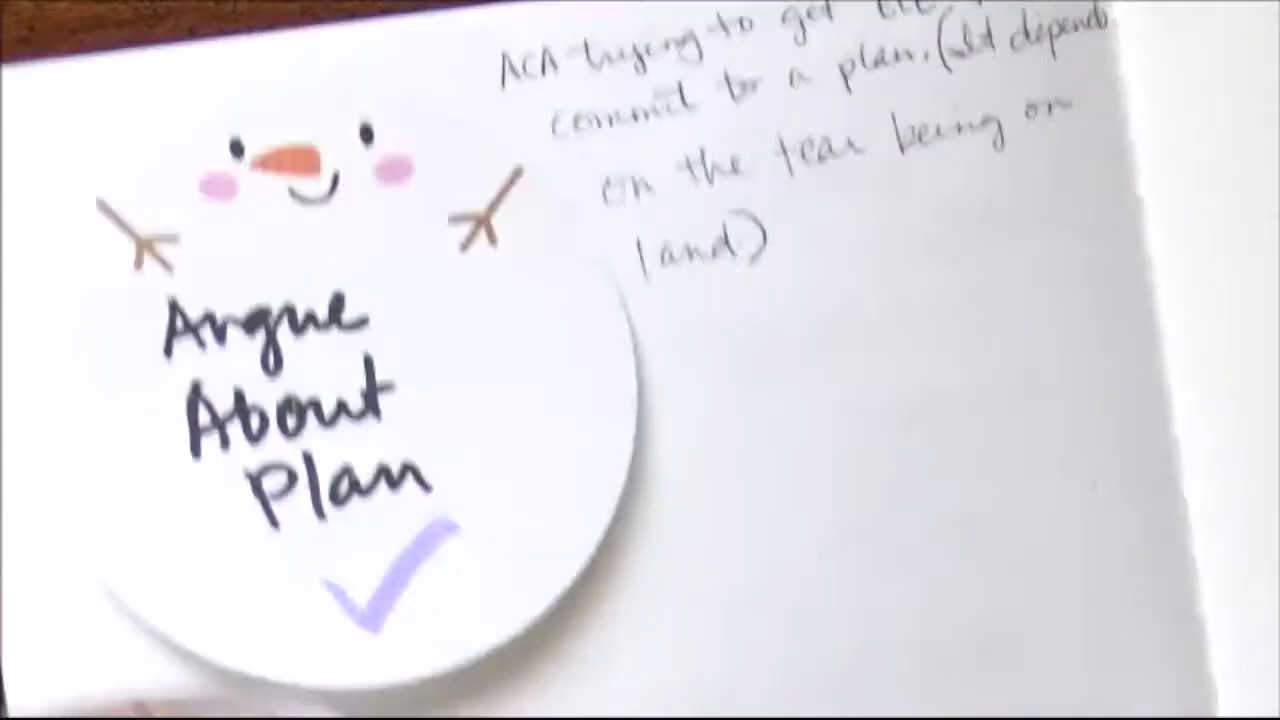 ACA-trying to get
commit to a plan. (It depends
on the tear being on
land)
Argue
About
Plan